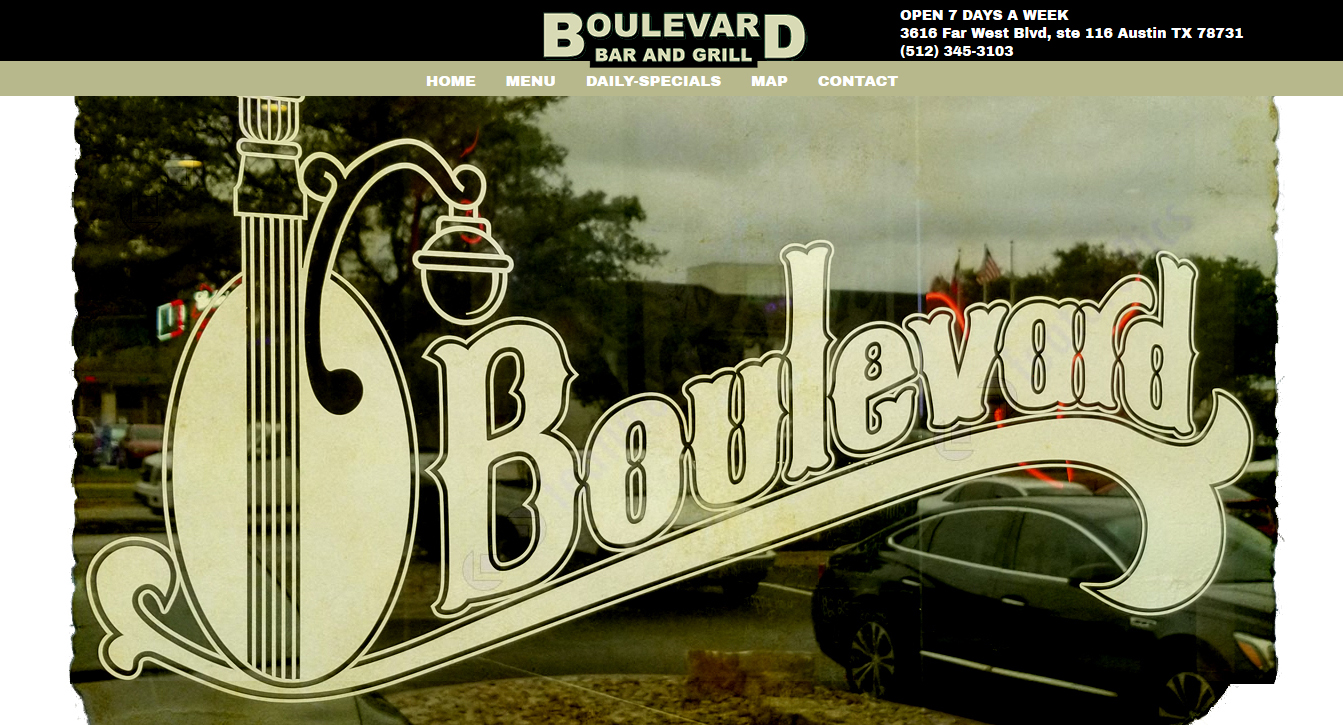 BOULEVARD
BAR AND GRILL
OPEN 7 DAYS A WEEK
3616 Far West Blvd, ste 116 Austin TX 78731
(512) 345-3103
HOME MENU DAILY-SPECIALS MAP CONTACT
Boulevard